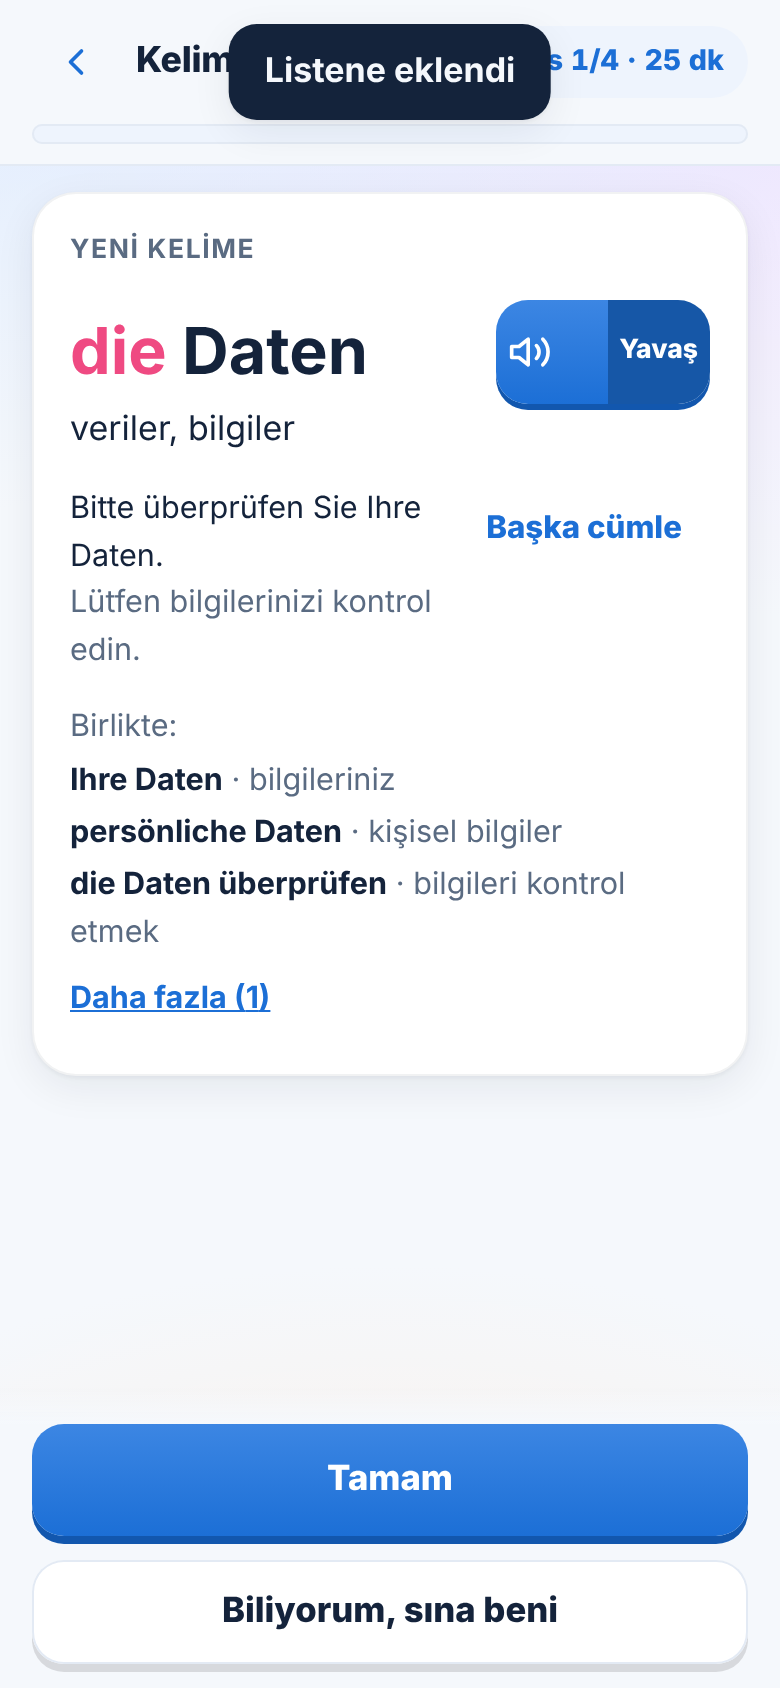 Listene eklendi
1/4 · 25 dk
YENİ KELİME
die Daten
Yavaş
veriler, bilgiler
Bitte überprüfen Sie Ihre
Daten.
Başka cümle
Lütfen bilgilerinizi kontrol
edin.
Birlikte:
Ihre Daten · bilgileriniz
persönliche Daten · kişisel bilgiler
die Daten überprüfen · bilgileri kontrol
etmek
Daha fazla (1)
Tamam
Biliyorum, sına beni